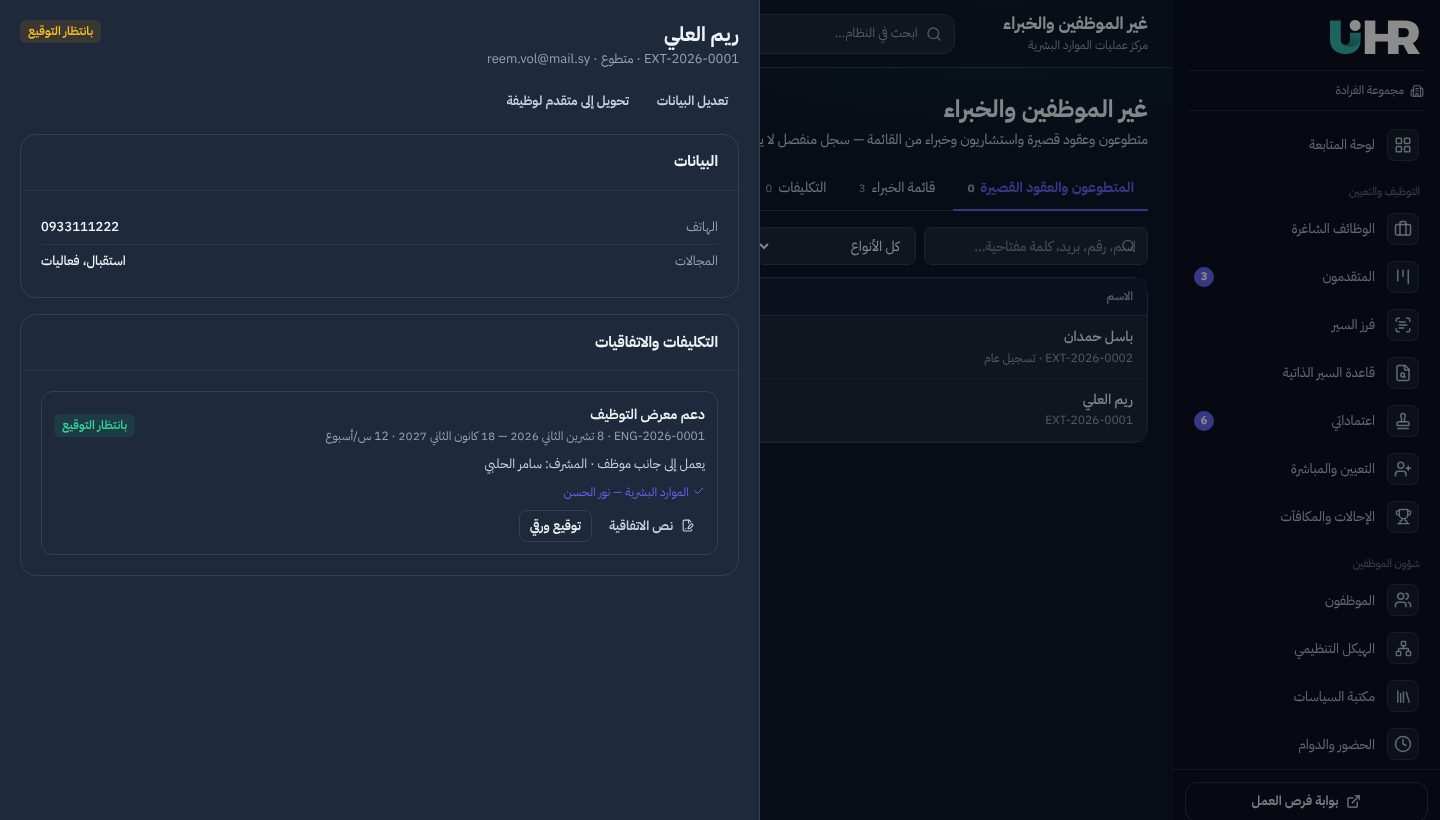 UHR
مجموعة الفرادة
لوحة المتابعة
التوظيف والتعيين
الوظائف الشاغرة
المتقدمون
3
فرز السير
قاعدة السير الذاتية
اعتماداتي
6
التعيين والمباشرة
الإحالات والمكافآت
شؤون الموظفين
الموظفون
الهيكل التنظيمي
مكتبة السياسات
الحضور والدوام
بوابة فرص العمل
غير الموظفين والخبراء
مركز عمليات الموارد البشرية
ابحث في النظام...
غير الموظفين والخبراء
متطوعون وعقود قصيرة واستشاريون وخبراء من القائمة — سجل منفصل لا
المتطوعون والعقود القصيرة 0
قائمة الخبراء 3
التكليفات 0
اسم، رقم، بريد، كلمة مفتاحية...
كل الأنواع
الاسم
باسل حمدان
EXT-2026-0002 · تسجيل عام
ريم العلي
EXT-2026-0001
ريم العلي
بانتظار التوقيع
EXT-2026-0001 · متطوع · reem.vol@mail.sy
تعديل البيانات
تحويل إلى متقدم لوظيفة
البيانات
الهاتف 0933111222
المجالات استقبال، فعاليات
التكليفات والاتفاقيات
دعم معرض التوظيف
بانتظار التوقيع
ENG-2026-0001 · 8 تشرين الثاني 2026 — 18 كانون الثاني 2027 · 12 س/أسبوع
يعمل إلى جانب موظف · المشرف: سامر الحلبي
الموارد البشرية — نور الحسن
نص الاتفاقية
توقيع ورقي